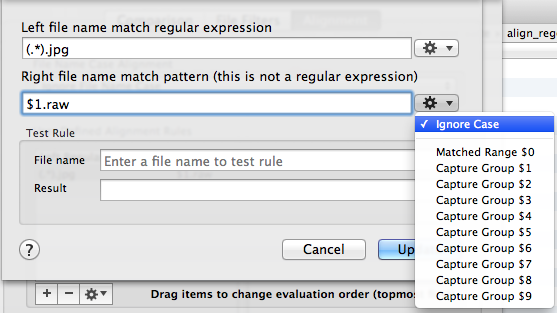 align_reg
Left file name match regular expression
(.*).jpg
Right file name match pattern (this is not a regular expression)
$1.raw
Test Rule
File name
Enter a file name to test rule
Result
?
Cancel
Up
✓ Ignore Case
Matched Range $0
Capture Group $1
Capture Group $2
Capture Group $3
Capture Group $4
Capture Group $5
Capture Group $6
Capture Group $7
Capture Group $8
Capture Group $9
+ −
Drag items to change evaluation order (topmos